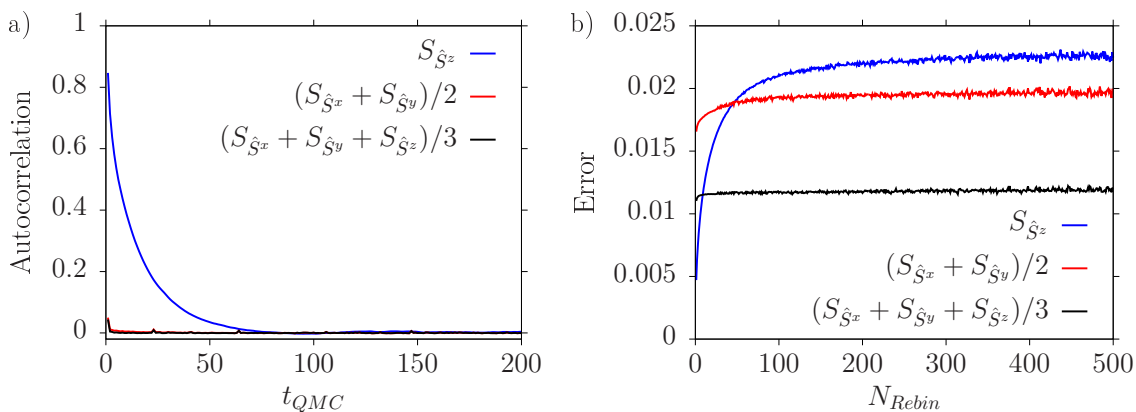 a)
1
0.8
0.6
0.4
0.2
0
Autocorrelation
0 50 100 150 200
t_{QMC}
S_{Ŝ^z}
(S_{Ŝ^x} + S_{Ŝ^y})/2
(S_{Ŝ^x} + S_{Ŝ^y} + S_{Ŝ^z})/3
b)
0.025
0.02
0.015
0.01
0.005
0
Error
0 100 200 300 400 500
N_{Rebin}
S_{Ŝ^z}
(S_{Ŝ^x} + S_{Ŝ^y})/2
(S_{Ŝ^x} + S_{Ŝ^y} + S_{Ŝ^z})/3